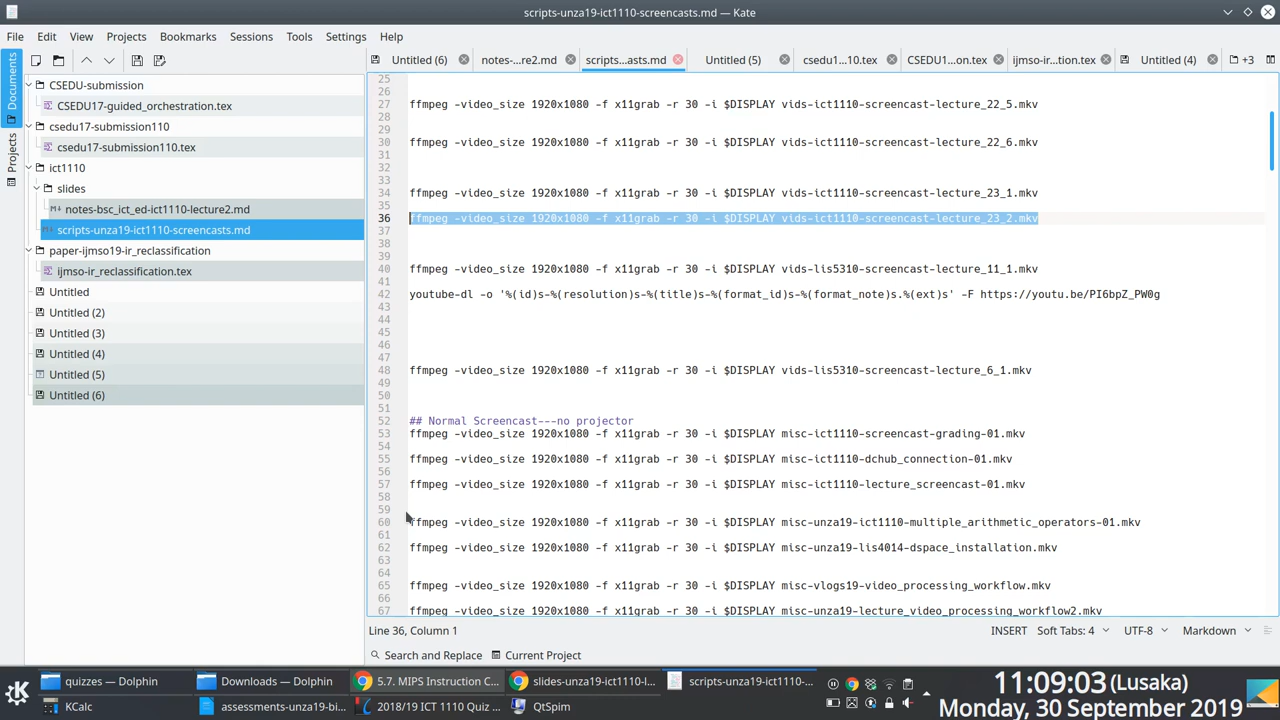 scripts-unza19-ict1110-screencasts.md — Kate
File Edit View Projects Bookmarks Sessions Tools Settings Help
Documents
Projects
Untitled (6) notes-...re2.md scripts...asts.md Untitled (5) csedu1...10.tex CSEDU1...on.tex ijmso-ir...tion.tex Untitled (4) +3
CSEDU-submission
CSEDU17-guided_orchestration.tex
csedu17-submission110
csedu17-submission110.tex
ict1110
slides
notes-bsc_ict_ed-ict1110-lecture2.md
scripts-unza19-ict1110-screencasts.md
paper-ijmso19-ir_reclassification
ijmso-ir_reclassification.tex
Untitled
Untitled (2)
Untitled (3)
Untitled (4)
Untitled (5)
Untitled (6)
25
26
27 ffmpeg -video_size 1920x1080 -f x11grab -r 30 -i $DISPLAY vids-ict1110-screencast-lecture_22_5.mkv
28
29
30 ffmpeg -video_size 1920x1080 -f x11grab -r 30 -i $DISPLAY vids-ict1110-screencast-lecture_22_6.mkv
31
32
33
34 ffmpeg -video_size 1920x1080 -f x11grab -r 30 -i $DISPLAY vids-ict1110-screencast-lecture_23_1.mkv
35
36 ffmpeg -video_size 1920x1080 -f x11grab -r 30 -i $DISPLAY vids-ict1110-screencast-lecture_23_2.mkv
37
38
39
40 ffmpeg -video_size 1920x1080 -f x11grab -r 30 -i $DISPLAY vids-lis5310-screencast-lecture_11_1.mkv
41
42 youtube-dl -o '%(id)s-%(resolution)s-%(title)s-%(format_id)s-%(format_note)s.%(ext)s' -F https://youtu.be/PI6bpZ_PW0g
43
44
45
46
47
48 ffmpeg -video_size 1920x1080 -f x11grab -r 30 -i $DISPLAY vids-lis5310-screencast-lecture_6_1.mkv
49
50
51
52 ## Normal Screencast---no projector
53 ffmpeg -video_size 1920x1080 -f x11grab -r 30 -i $DISPLAY misc-ict1110-screencast-grading-01.mkv
54
55 ffmpeg -video_size 1920x1080 -f x11grab -r 30 -i $DISPLAY misc-ict1110-dchub_connection-01.mkv
56
57 ffmpeg -video_size 1920x1080 -f x11grab -r 30 -i $DISPLAY misc-ict1110-lecture_screencast-01.mkv
58
59
60 ffmpeg -video_size 1920x1080 -f x11grab -r 30 -i $DISPLAY misc-unza19-ict1110-multiple_arithmetic_operators-01.mkv
61
62 ffmpeg -video_size 1920x1080 -f x11grab -r 30 -i $DISPLAY misc-unza19-lis4014-dspace_installation.mkv
63
64
65 ffmpeg -video_size 1920x1080 -f x11grab -r 30 -i $DISPLAY misc-vlogs19-video_processing_workflow.mkv
66
67 ffmpeg -video_size 1920x1080 -f x11grab -r 30 -i $DISPLAY misc-unza19-lecture_video_processing_workflow2.mkv
Line 36, Column 1 INSERT Soft Tabs: 4 UTF-8 Markdown
Search and Replace Current Project
quizzes — Dolphin Downloads — Dolphin 5.7. MIPS Instruction C... slides-unza19-ict1110-l... scripts-unza19-ict1110-...
KCalc assessments-unza19-bi... 2018/19 ICT 1110 Quiz ... QtSpim
11:09:03 (Lusaka)
Monday, 30 September 2019